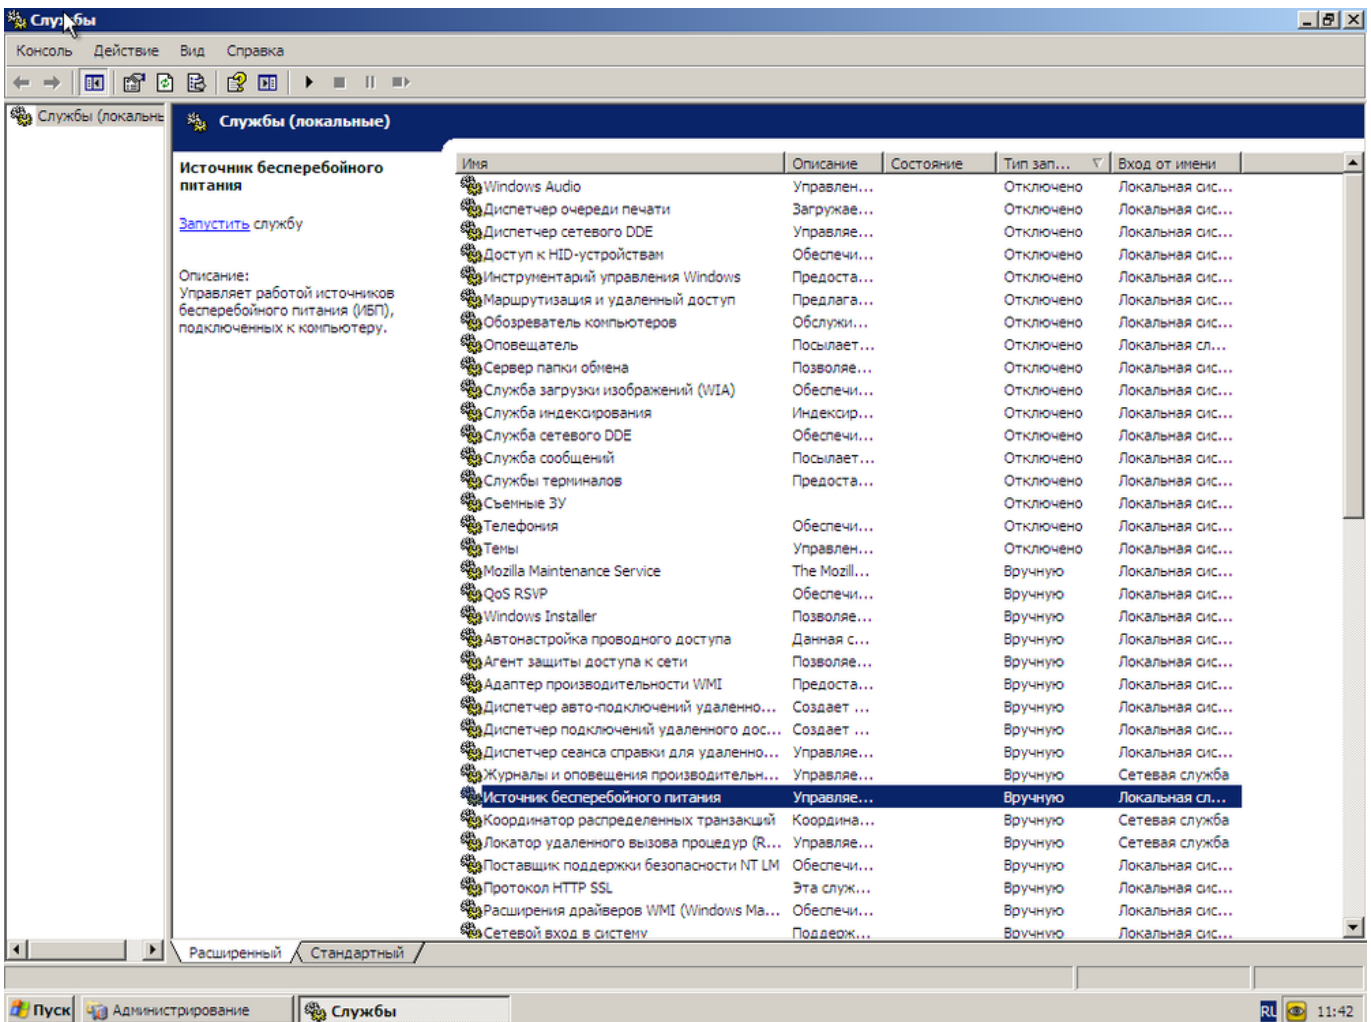 Службы
Консоль Действие Вид Справка
Службы (локальнь
Службы (локальные)
Источник бесперебойного
питания
Запустить службу
Описание:
Управляет работой источников
бесперебойного питания (ИБП),
подключенных к компьютеру.
Имя Описание Состояние Тип зап... Вход от имени
Windows Audio Управлен... Отключено Локальная сис...
Диспетчер очереди печати Загружае... Отключено Локальная сис...
Диспетчер сетевого DDE Управляе... Отключено Локальная сис...
Доступ к HID-устройствам Обеспечи... Отключено Локальная сис...
Инструментарий управления Windows Предоста... Отключено Локальная сис...
Маршрутизация и удаленный доступ Предлага... Отключено Локальная сис...
Обозреватель компьютеров Обслужи... Отключено Локальная сис...
Оповещатель Посылает... Отключено Локальная сл...
Сервер папки обмена Позволяе... Отключено Локальная сис...
Служба загрузки изображений (WIA) Обеспечи... Отключено Локальная сис...
Служба индексирования Индексир... Отключено Локальная сис...
Служба сетевого DDE Обеспечи... Отключено Локальная сис...
Служба сообщений Посылает... Отключено Локальная сис...
Службы терминалов Предоста... Отключено Локальная сис...
Съемные ЗУ Отключено Локальная сис...
Телефония Обеспечи... Отключено Локальная сис...
Темы Управлен... Отключено Локальная сис...
Mozilla Maintenance Service The Mozill... Вручную Локальная сис...
QoS RSVP Обеспечи... Вручную Локальная сис...
Windows Installer Позволяе... Вручную Локальная сис...
Автонастройка проводного доступа Данная с... Вручную Локальная сис...
Агент защиты доступа к сети Позволяе... Вручную Локальная сис...
Адаптер производительности WMI Предоста... Вручную Локальная сис...
Диспетчер авто-подключений удаленно... Создает ... Вручную Локальная сис...
Диспетчер подключений удаленного дос... Создает ... Вручную Локальная сис...
Диспетчер сеанса справки для удаленно... Управляе... Вручную Локальная сис...
Журналы и оповещения производительн... Управляе... Вручную Сетевая служба
Источник бесперебойного питания Управляе... Вручную Локальная сл...
Координатор распределенных транзакций Координа... Вручную Сетевая служба
Локатор удаленного вызова процедур (R... Управляе... Вручную Сетевая служба
Поставщик поддержки безопасности NT LM Обеспечи... Вручную Локальная сис...
Протокол HTTP SSL Эта служ... Вручную Локальная сис...
Расширения драйверов WMI (Windows Ma... Обеспечи... Вручную Локальная сис...
Сетевой вход в систему Поддерж... Вручную Локальная сис...
Расширенный Стандартный
Пуск Администрирование Службы RU 11:42